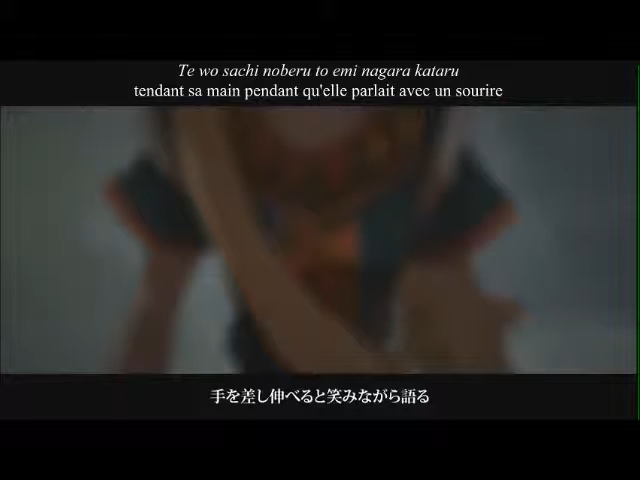 Te wo sachi noberu to emi nagara kataru
tendant sa main pendant qu'elle parlait avec un sourire
手を差し伸べると笑みながら語る